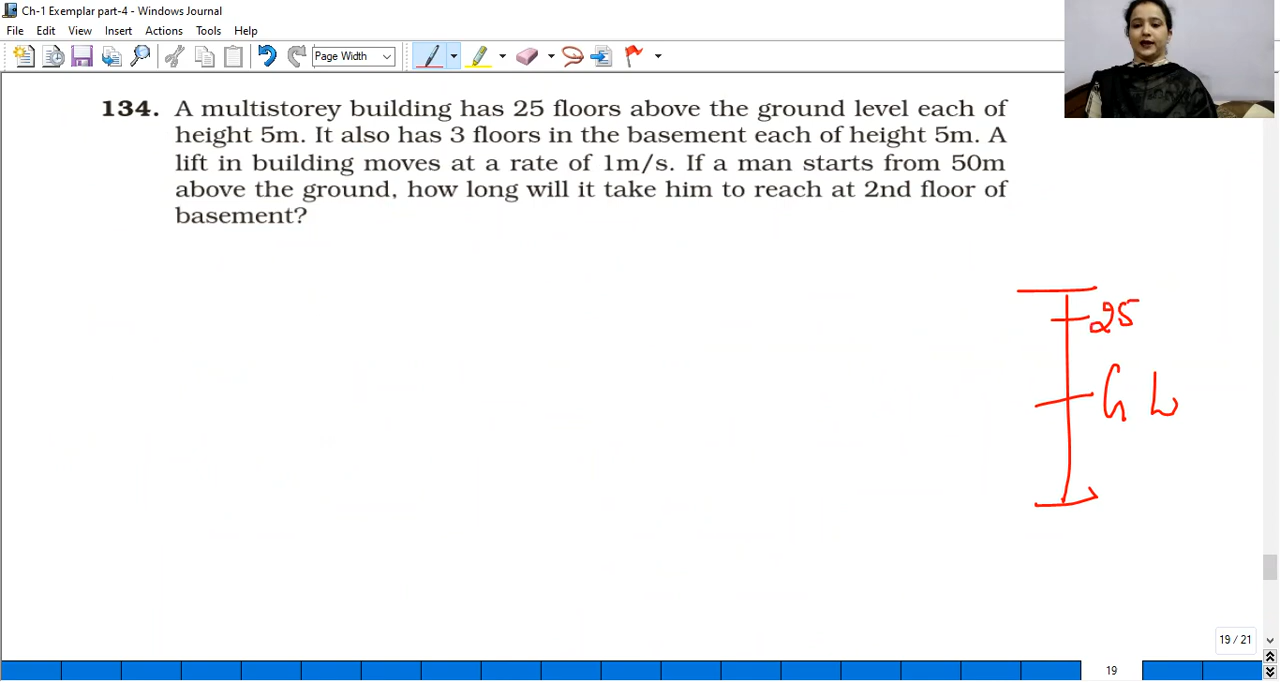 Ch-1 Exemplar part-4 - Windows Journal
File Edit View Insert Actions Tools Help
Page Width
134. A multistorey building has 25 floors above the ground level each of
height 5m. It also has 3 floors in the basement each of height 5m. A
lift in building moves at a rate of 1m/s. If a man starts from 50m
above the ground, how long will it take him to reach at 2nd floor of
basement?
25
G L
19 / 21
19